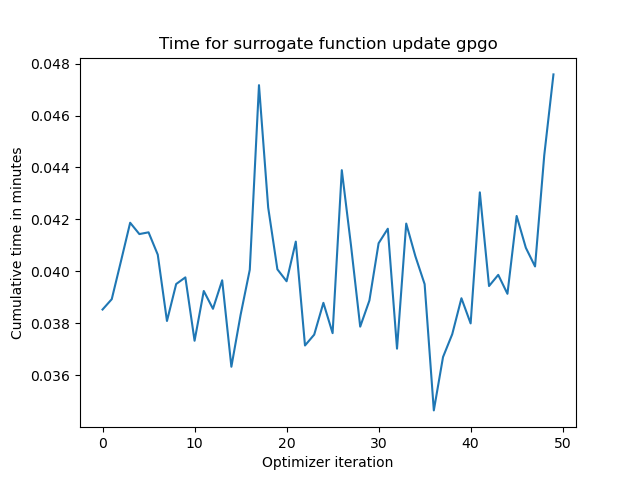 Time for surrogate function update gpgo
Cumulative time in minutes
0.048
0.046
0.044
0.042
0.040
0.038
0.036
0 10 20 30 40 50
Optimizer iteration